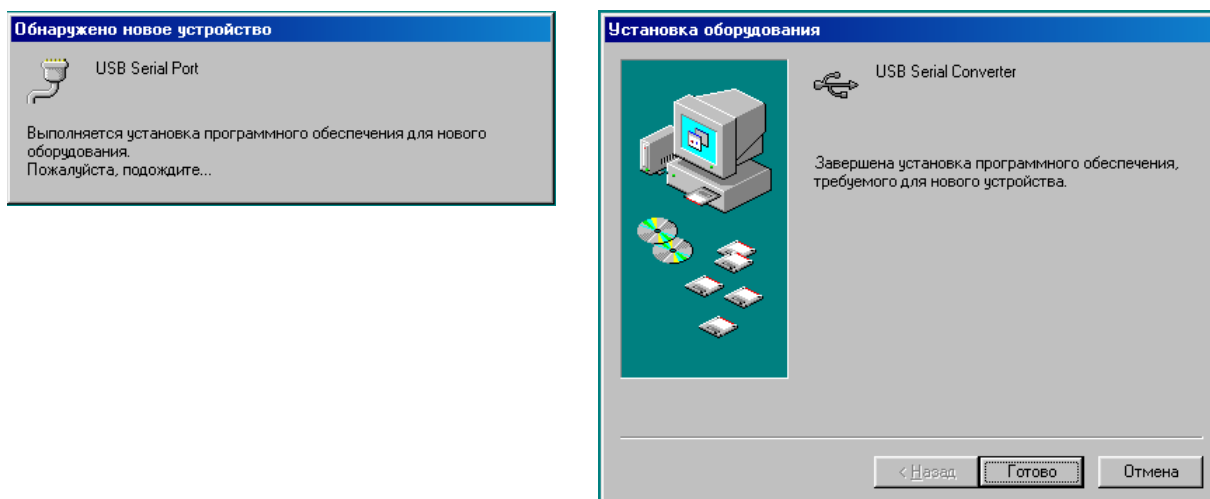 Обнаружено новое устройство
USB Serial Port
Выполняется установка программного обеспечения для нового
оборудования.
Пожалуйста, подождите...
Установка оборудования
USB Serial Converter
Завершена установка программного обеспечения,
требуемого для нового устройства.
< Назад Готово Отмена